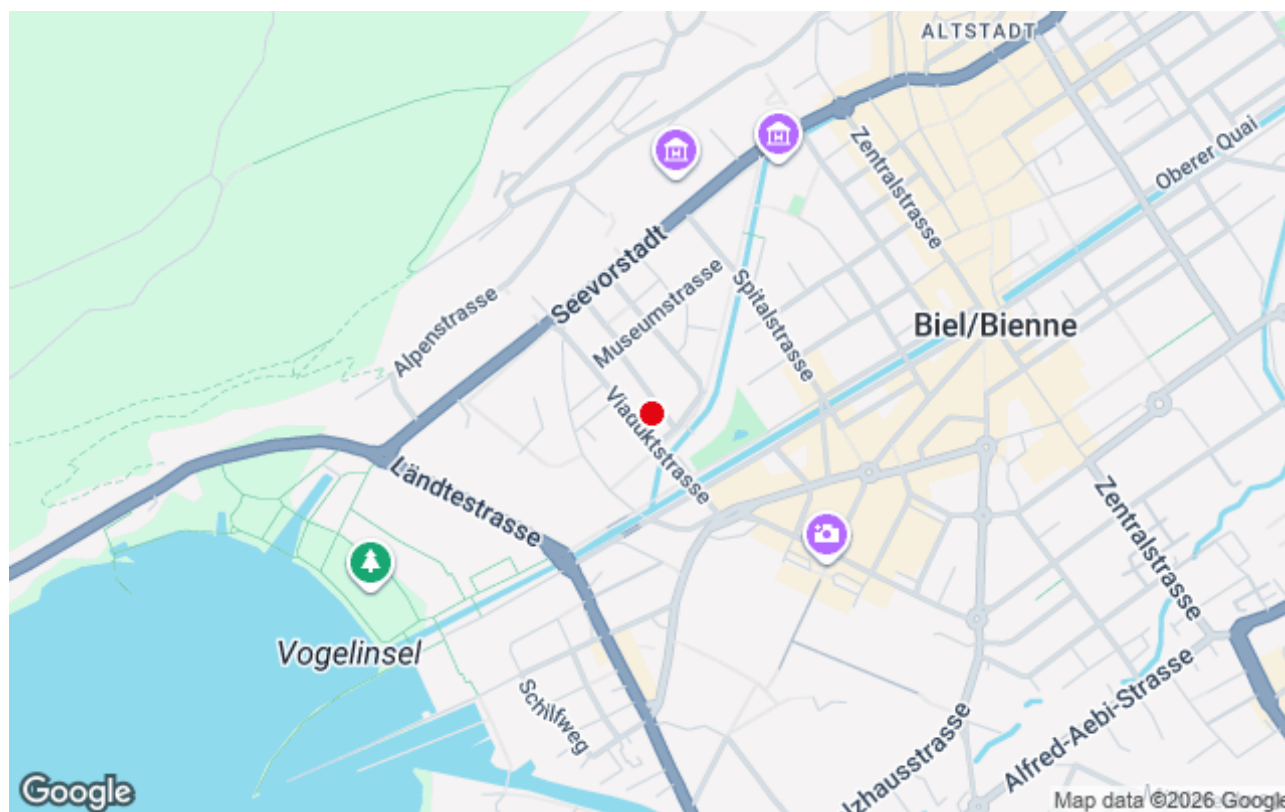 ALTSTADT
Zentralstrasse
Oberer Quai
Seevorstadt
Museumstrasse
Spitalstrasse
Alpenstrasse
Biel/Bienne
Viaduktstrasse
Ländtestrasse
Zentralstrasse
Vogelinsel
Schilfweg
Alfred-Aebi-Strasse
lzhausstrasse
Google
Map data ©2026 Google